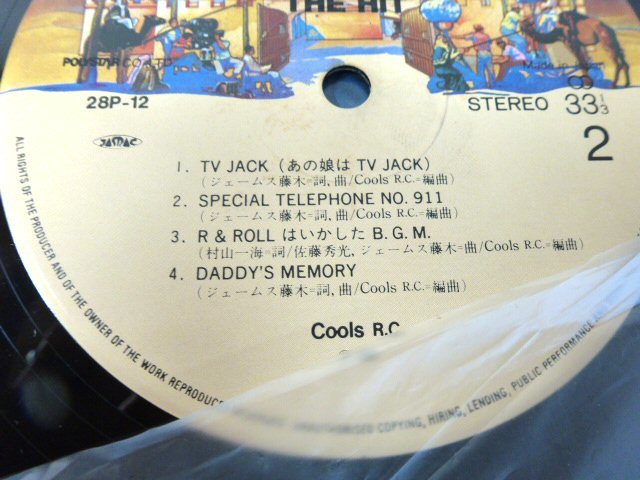 THE HIT
POLYSTAR CO., LTD.
Made in Japan
28P-12
STEREO 33 1/3
2
JASRAC
1. TV JACK (あの娘は TV JACK)
(ジェームス藤木=詞, 曲/Cools R.C.=編曲)
2. SPECIAL TELEPHONE NO. 911
(ジェームス藤木=詞, 曲/Cools R.C.=編曲)
3. R & ROLL はいかした B.G.M.
(村山一海=詞/佐藤秀光, ジェームス藤木=曲/Cools R.C.=編曲)
4. DADDY'S MEMORY
(ジェームス藤木=詞, 曲/Cools R.C.=編曲)
Cools R.C.
ALL RIGHTS OF THE PRODUCER AND OF THE OWNER OF THE WORK REPRODUCED COPYING, HIRING, LENDING, PUBLIC PERFORMANCE